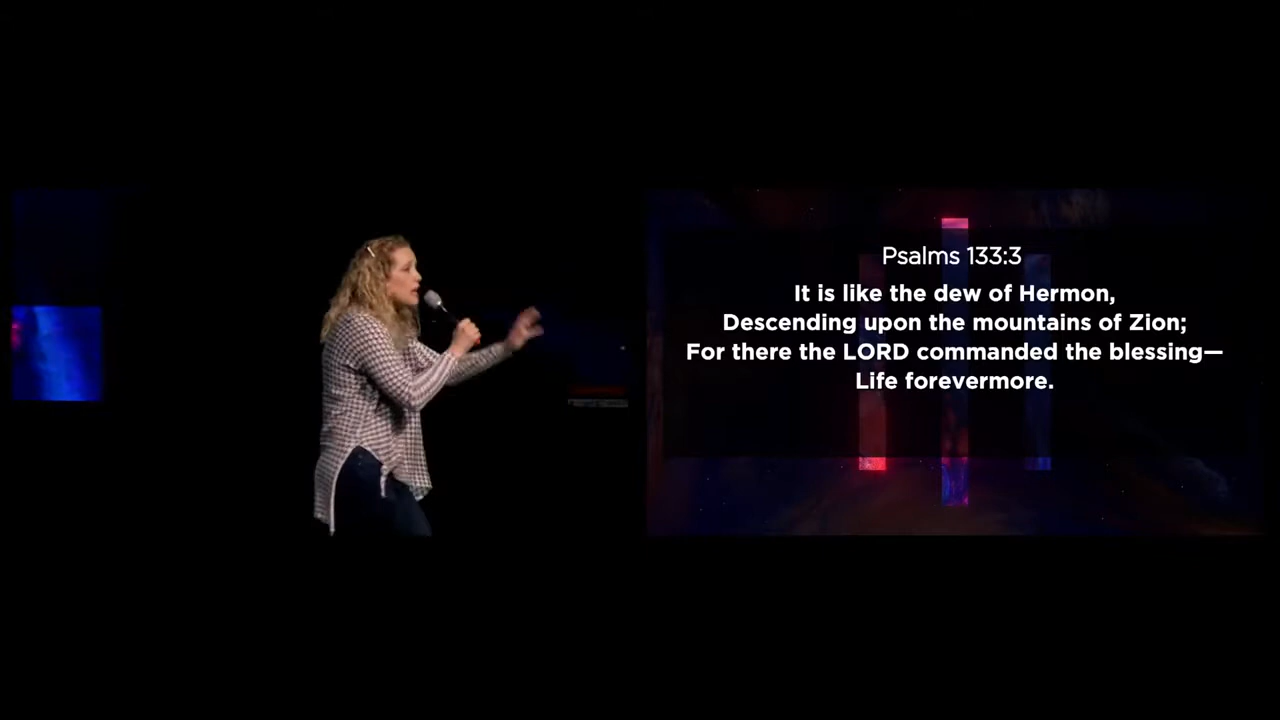 Psalms 133:3
It is like the dew of Hermon,
Descending upon the mountains of Zion;
For there the LORD commanded the blessing—
Life forevermore.